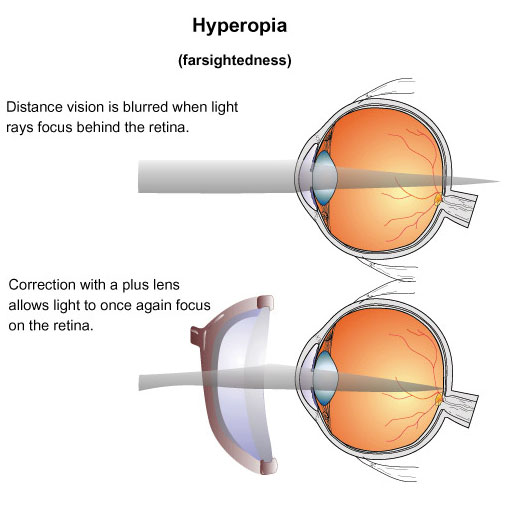 Hyperopia
(farsightedness)
Distance vision is blurred when light
rays focus behind the retina.
Correction with a plus lens
allows light to once again focus
on the retina.